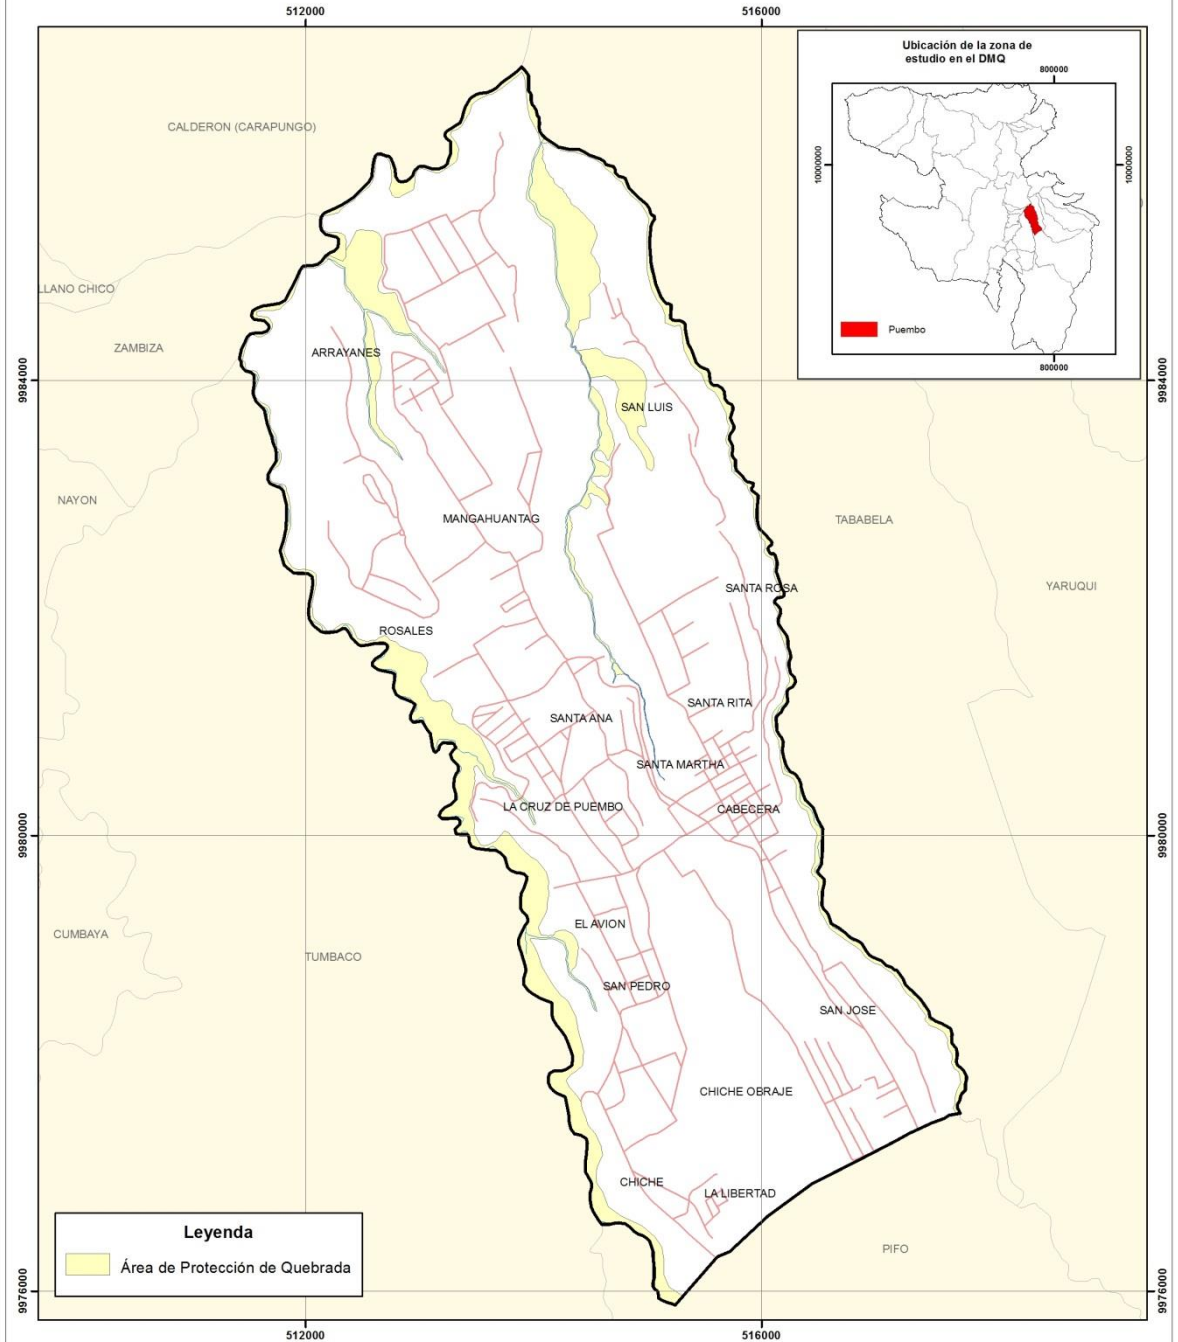 512000
516000
Ubicación de la zona de
estudio en el DMQ
800000
10000000
10000000
Puembo
800000
CALDERON (CARAPUNGO)
LLANO CHICO
ZAMBIZA
ARRAYANES
9984000
9984000
SAN LUIS
NAYON
MANGAHUANTAG
TABABELA
SANTA ROSA
YARUQUI
ROSALES
SANTA RITA
SANTA ANA
SANTA MARTHA
LA CRUZ DE PUEMBO
CABECERA
9980000
9980000
EL AVION
CUMBAYA
TUMBACO
SAN PEDRO
SAN JOSE
CHICHE OBRAJE
CHICHE
LA LIBERTAD
PIFO
Leyenda
Área de Protección de Quebrada
9976000
9976000
512000
516000